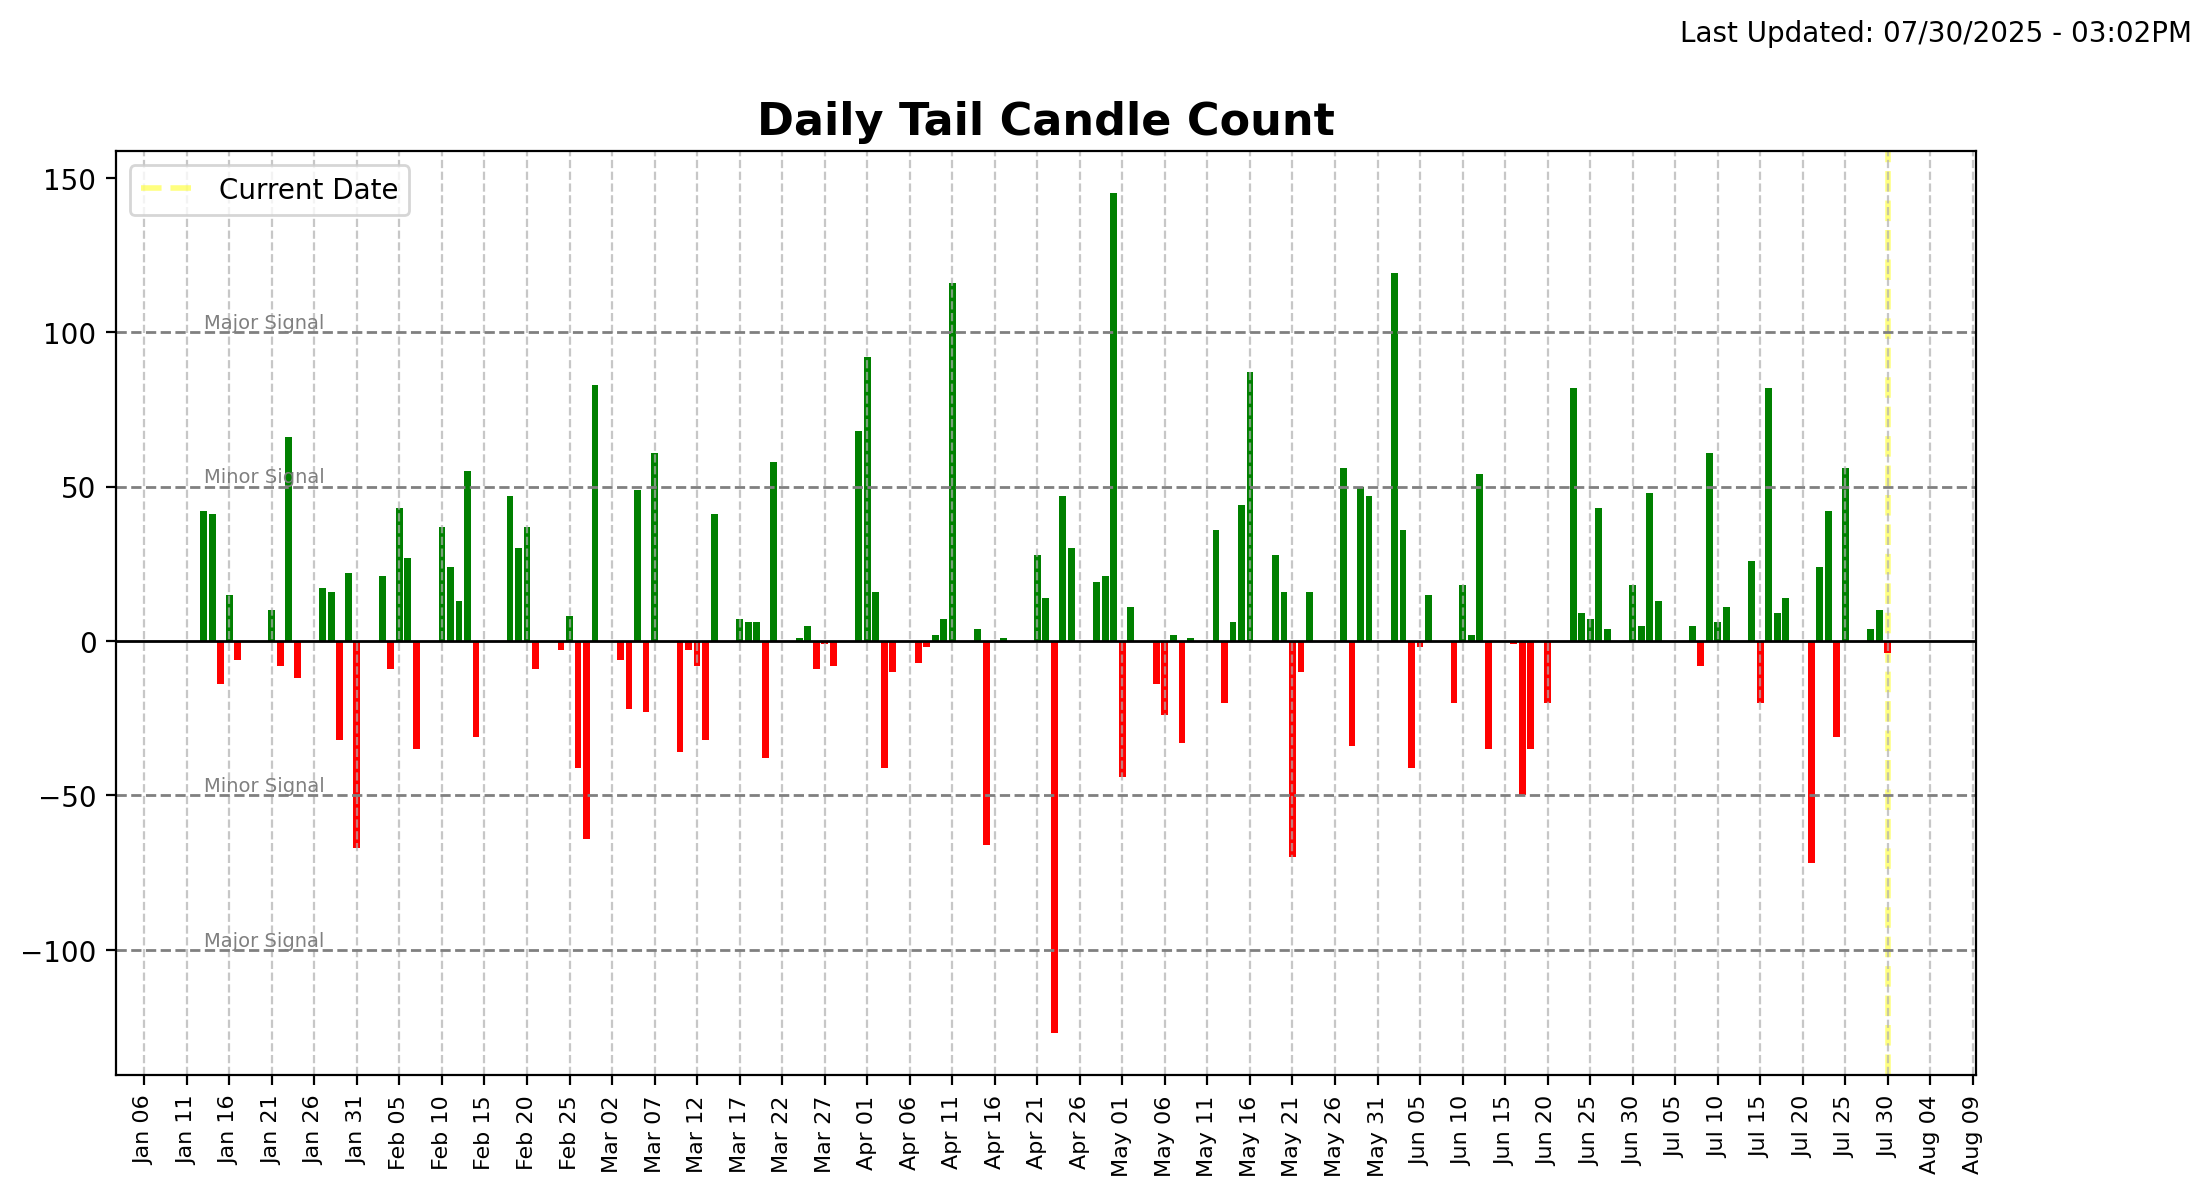 Last Updated: 07/30/2025 - 03:02PM
Daily Tail Candle Count
Current Date
150
100
50
0
−50
−100
Major Signal
Minor Signal
Minor Signal
Major Signal
Jan 06
Jan 11
Jan 16
Jan 21
Jan 26
Jan 31
Feb 05
Feb 10
Feb 15
Feb 20
Feb 25
Mar 02
Mar 07
Mar 12
Mar 17
Mar 22
Mar 27
Apr 01
Apr 06
Apr 11
Apr 16
Apr 21
Apr 26
May 01
May 06
May 11
May 16
May 21
May 26
May 31
Jun 05
Jun 10
Jun 15
Jun 20
Jun 25
Jun 30
Jul 05
Jul 10
Jul 15
Jul 20
Jul 25
Jul 30
Aug 04
Aug 09